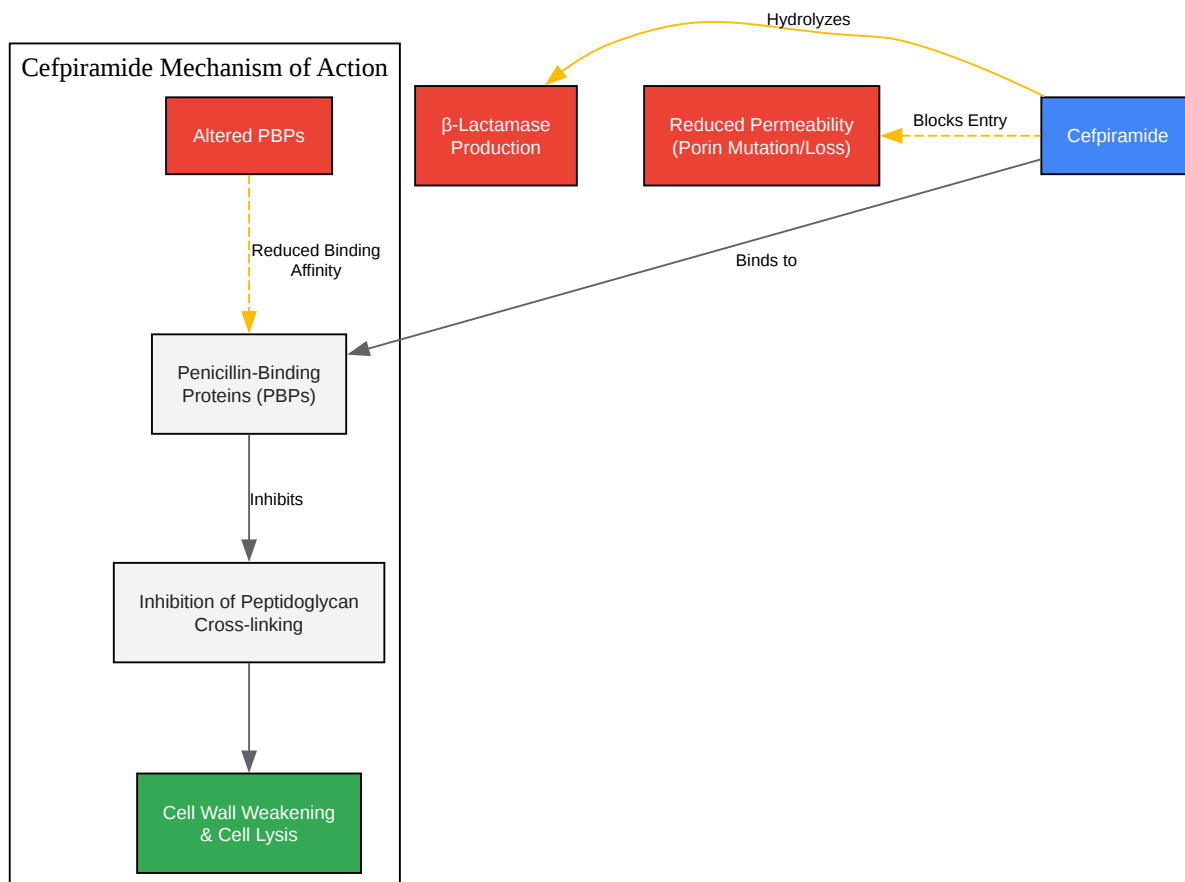 Hydrolyzes
Cefpiramide Mechanism of Action
Altered PBPs
β-Lactamase
Production
Reduced Permeability
(Porin Mutation/Loss)
Blocks Entry
Cefpiramide
Reduced Binding
Affinity
Binds to
Penicillin-Binding
Proteins (PBPs)
Inhibits
Inhibition of Peptidoglycan
Cross-linking
Cell Wall Weakening
& Cell Lysis